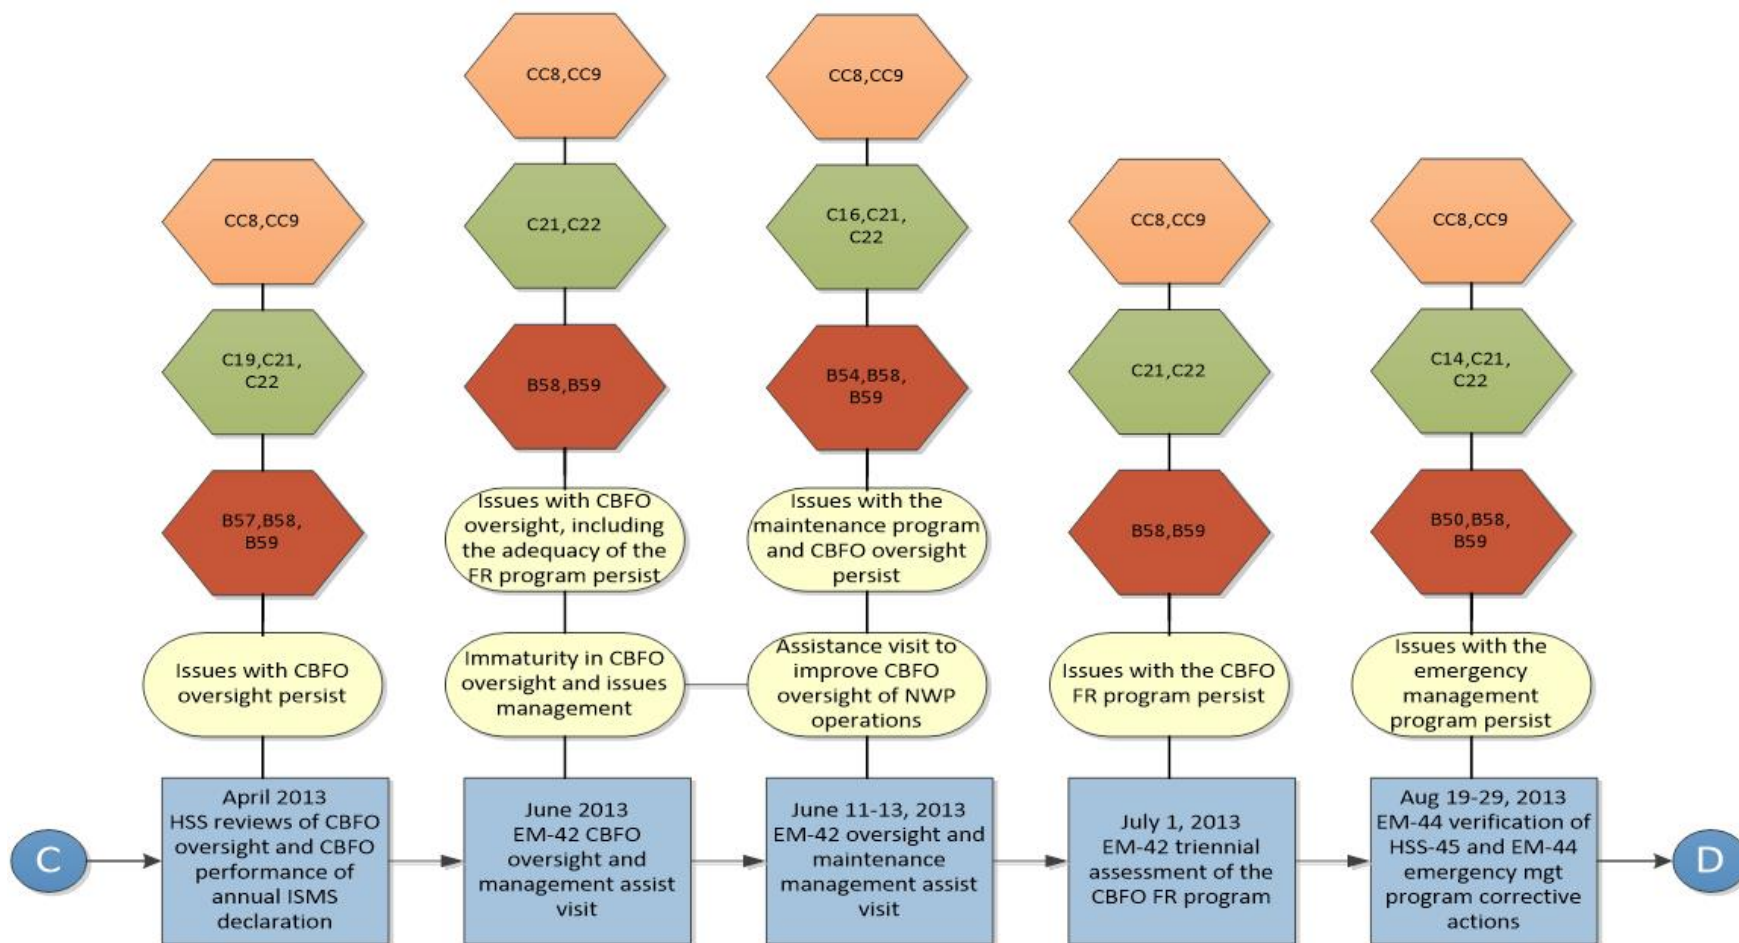 CC8,CC9
C19,C21,
C22
B57,B58,
B59
Issues with CBFO
oversight persist
April 2013
HSS reviews of CBFO
oversight and CBFO
performance of
annual ISMS
declaration
CC8,CC9
C21,C22
B58,B59
Issues with CBFO
oversight, including
the adequacy of the
FR program persist
Immaturity in CBFO
oversight and issues
management
June 2013
EM-42 CBFO
oversight and
management assist
visit
CC8,CC9
C16,C21,
C22
B54,B58,
B59
Issues with the
maintenance program
and CBFO oversight
persist
Assistance visit to
improve CBFO
oversight of NWP
operations
June 11-13, 2013
EM-42 oversight and
maintenance
management assist
visit
CC8,CC9
C21,C22
B58,B59
Issues with the CBFO
FR program persist
July 1, 2013
EM-42 triennial
assessment of the
CBFO FR program
CC8,CC9
C14,C21,
C22
B50,B58,
B59
Issues with the
emergency
management
program persist
Aug 19-29, 2013
EM-44 verification of
HSS-45 and EM-44
emergency mgt
program corrective
actions
C
D